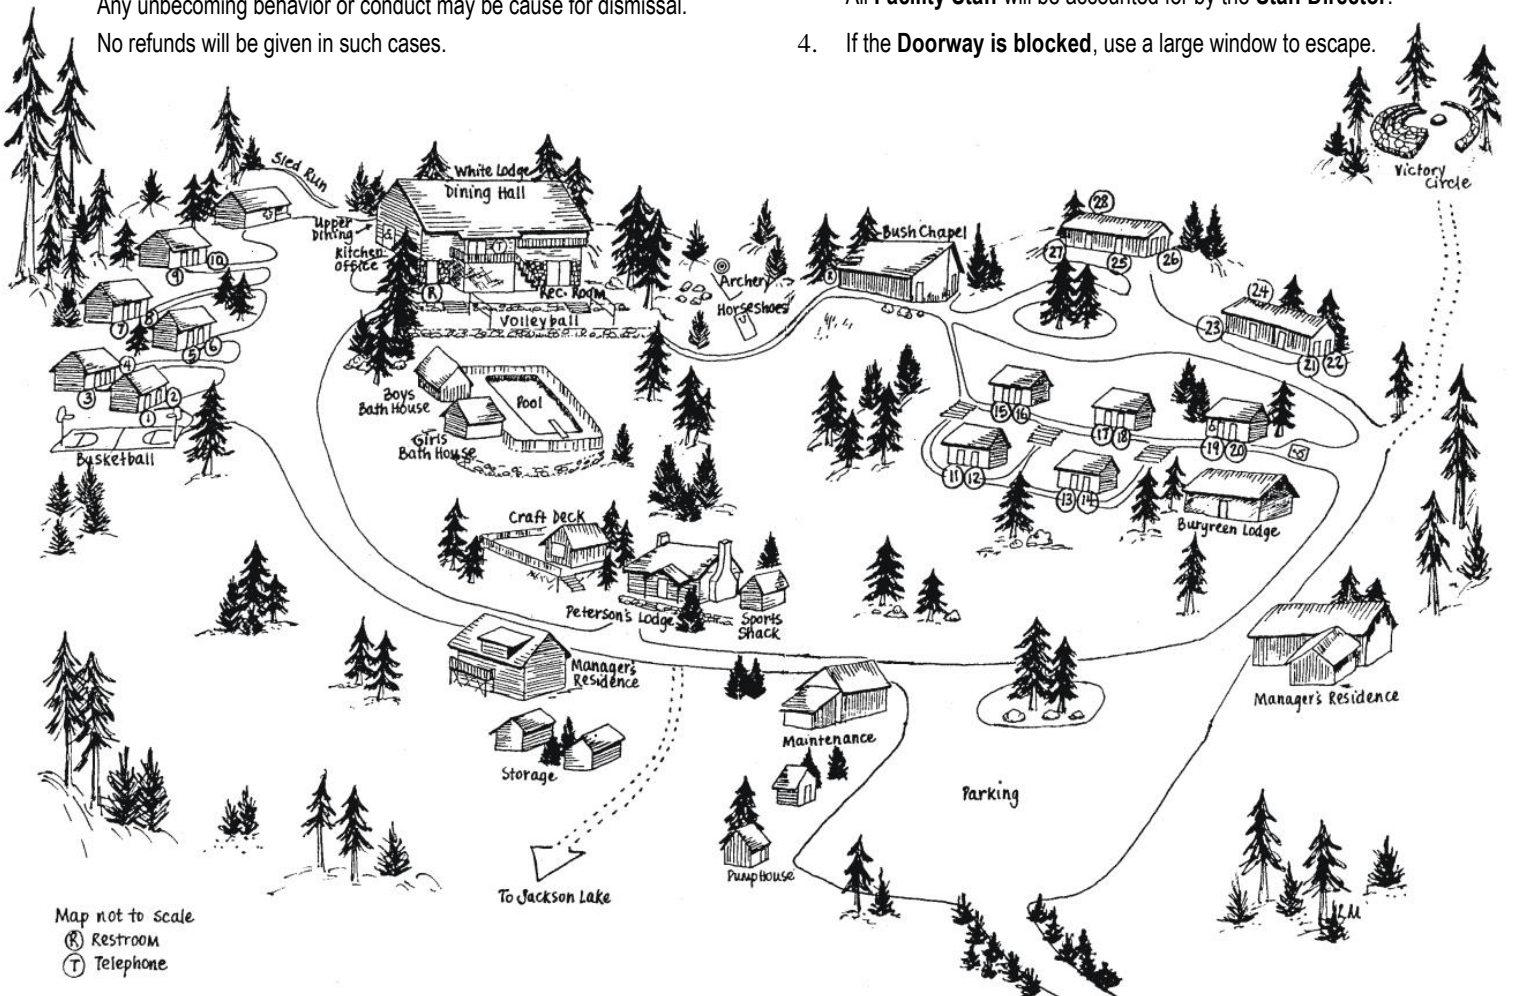 Any unbecoming behavior or conduct may be cause for dismissal.
No refunds will be given in such cases.
All Facility Staff will be accounted for by the Staff Director.
4. If the Doorway is blocked, use a large window to escape.
Victory
Circle
Sled Run
White Lodge
Dining Hall
Upper
Dining
Kitchen
Office
T
R
Rec. Room
Volleyball
Archery
Horseshoes
R
Bush Chapel
28
27
25
26
24
23
21
22
10
9
8
7
6
5
4
3
2
1
Basketball
Boys
Bath House
Pool
Girls
Bath House
15
16
17
18
19
20
11
12
13
14
Burgreen Lodge
Craft Deck
Peterson's Lodge
Sports
Shack
Manager's
Residence
Manager's Residence
Storage
Maintenance
Parking
Pump House
To Jackson Lake
LM
Map not to scale
R Restroom
T Telephone